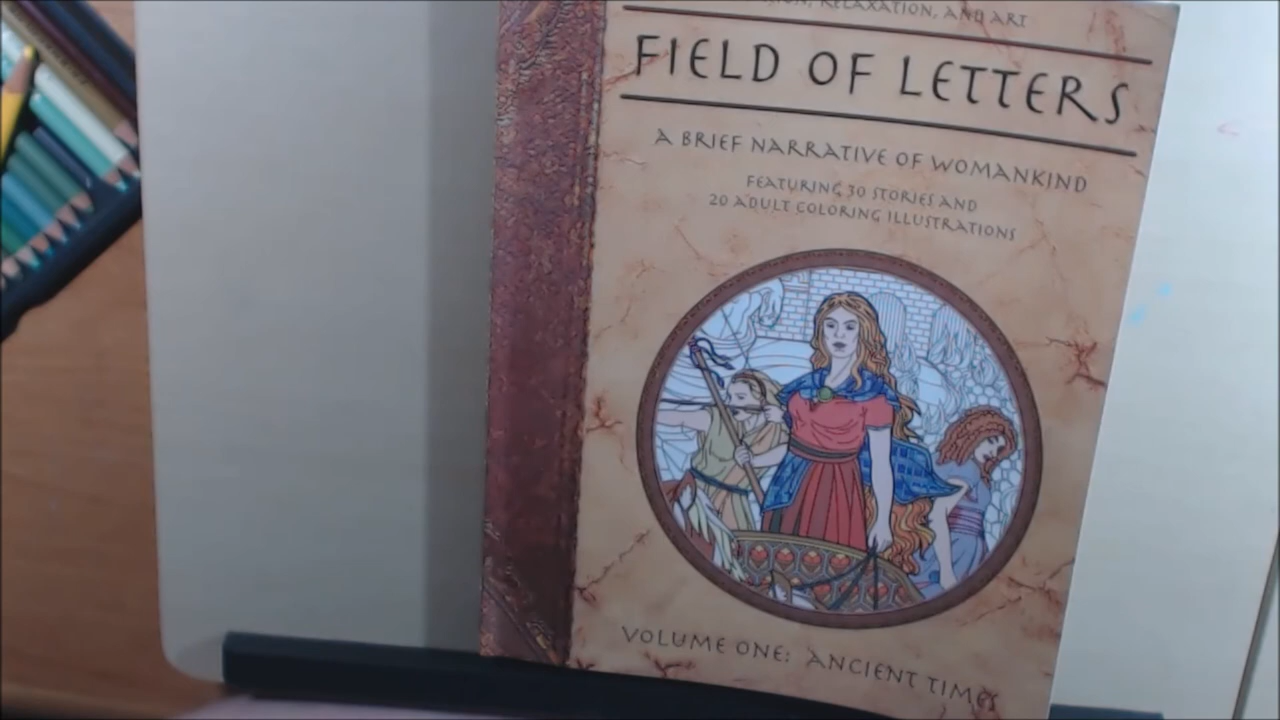 RELAXATION, AND ART
FIELD OF LETTERS
A BRIEF NARRATIVE OF WOMANKIND
FEATURING 30 STORIES AND
20 ADULT COLORING ILLUSTRATIONS
VOLUME ONE: ANCIENT TIMES